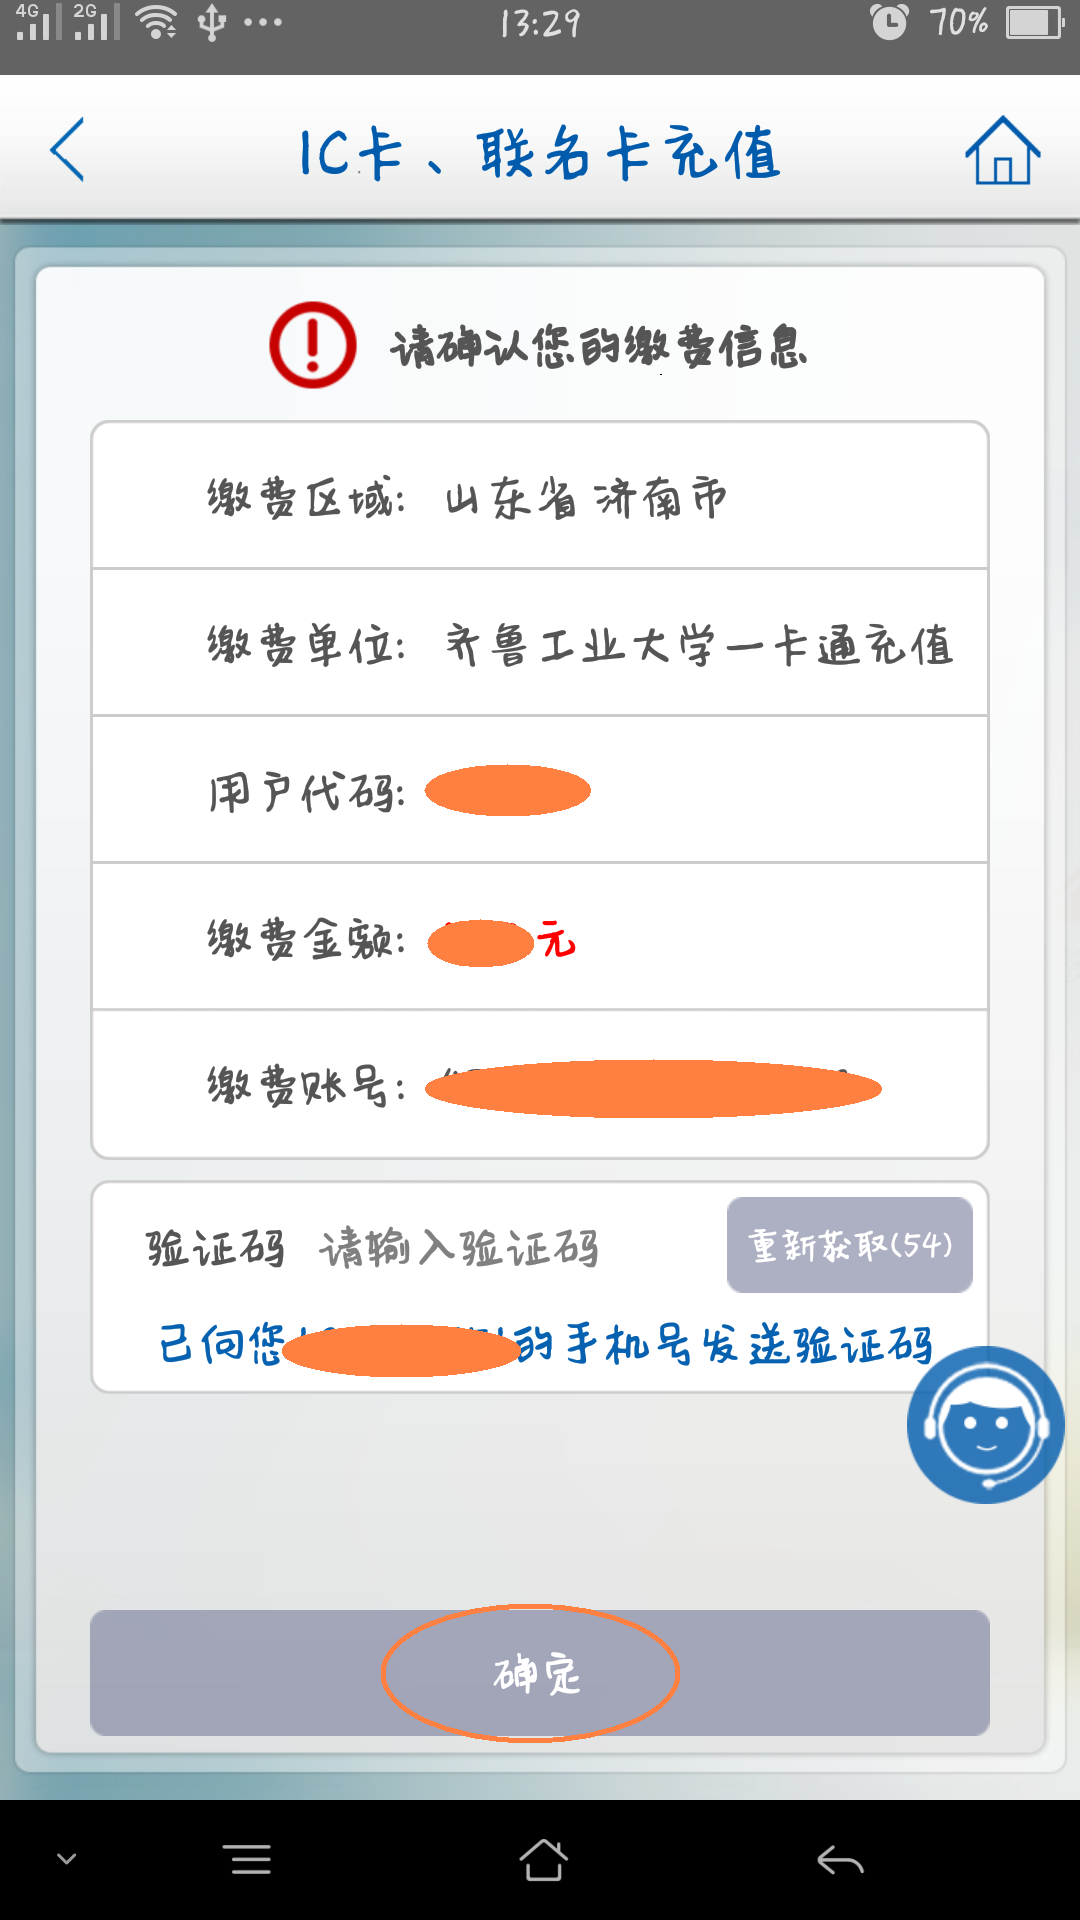 4G 2G 13:29 70%
IC卡、联名卡充值
请确认您的缴费信息
缴费区域: 山东省 济南市
缴费单位: 齐鲁工业大学一卡通充值
用户代码:
缴费金额: 元
缴费账号:
验证码 请输入验证码 重新获取(54)
已向您 的手机号发送验证码
确定